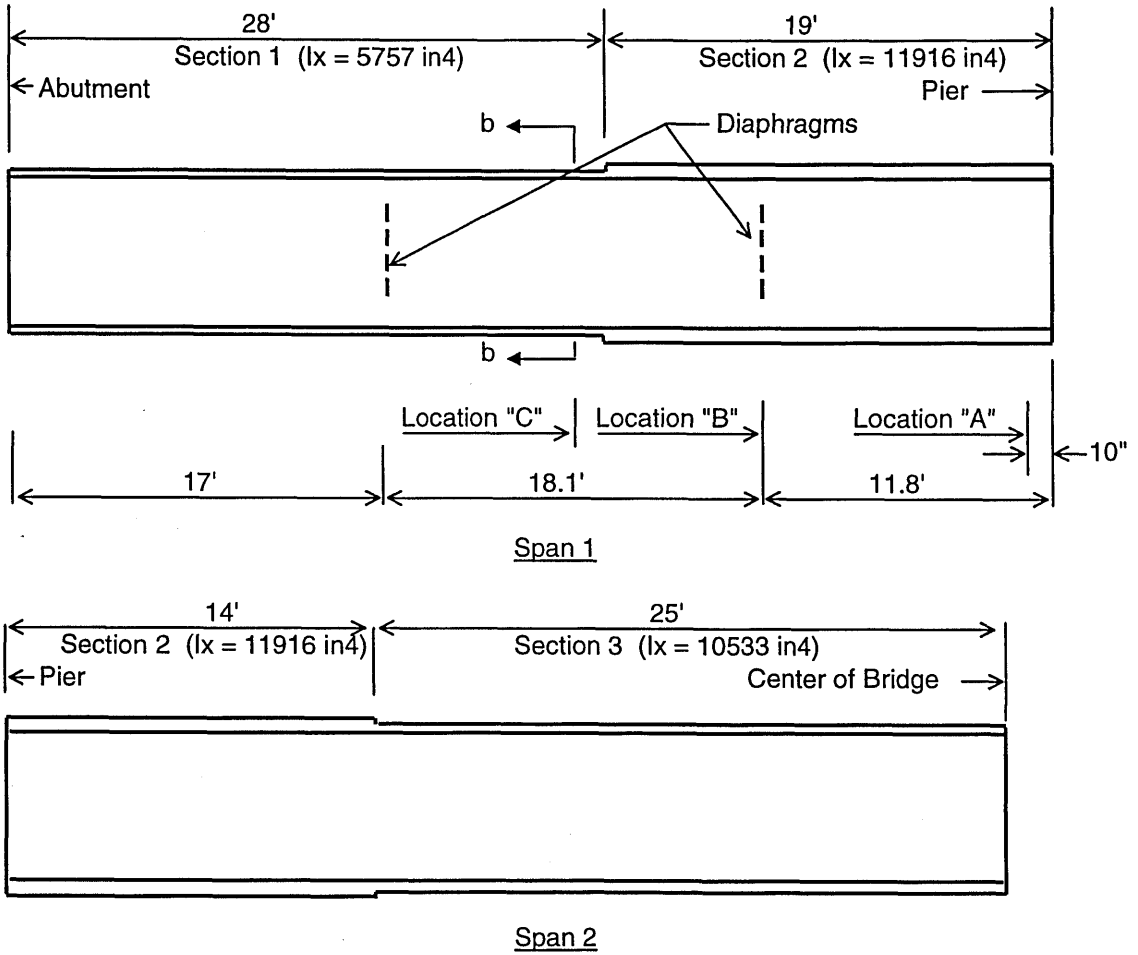 28'
19'
Section 1 (Ix = 5757 in4)
Section 2 (Ix = 11916 in4)
Abutment
Pier
b
Diaphragms
b
Location "C"
Location "B"
Location "A"
10"
17'
18.1'
11.8'
Span 1
14'
25'
Section 2 (Ix = 11916 in4)
Section 3 (Ix = 10533 in4)
Pier
Center of Bridge
Span 2